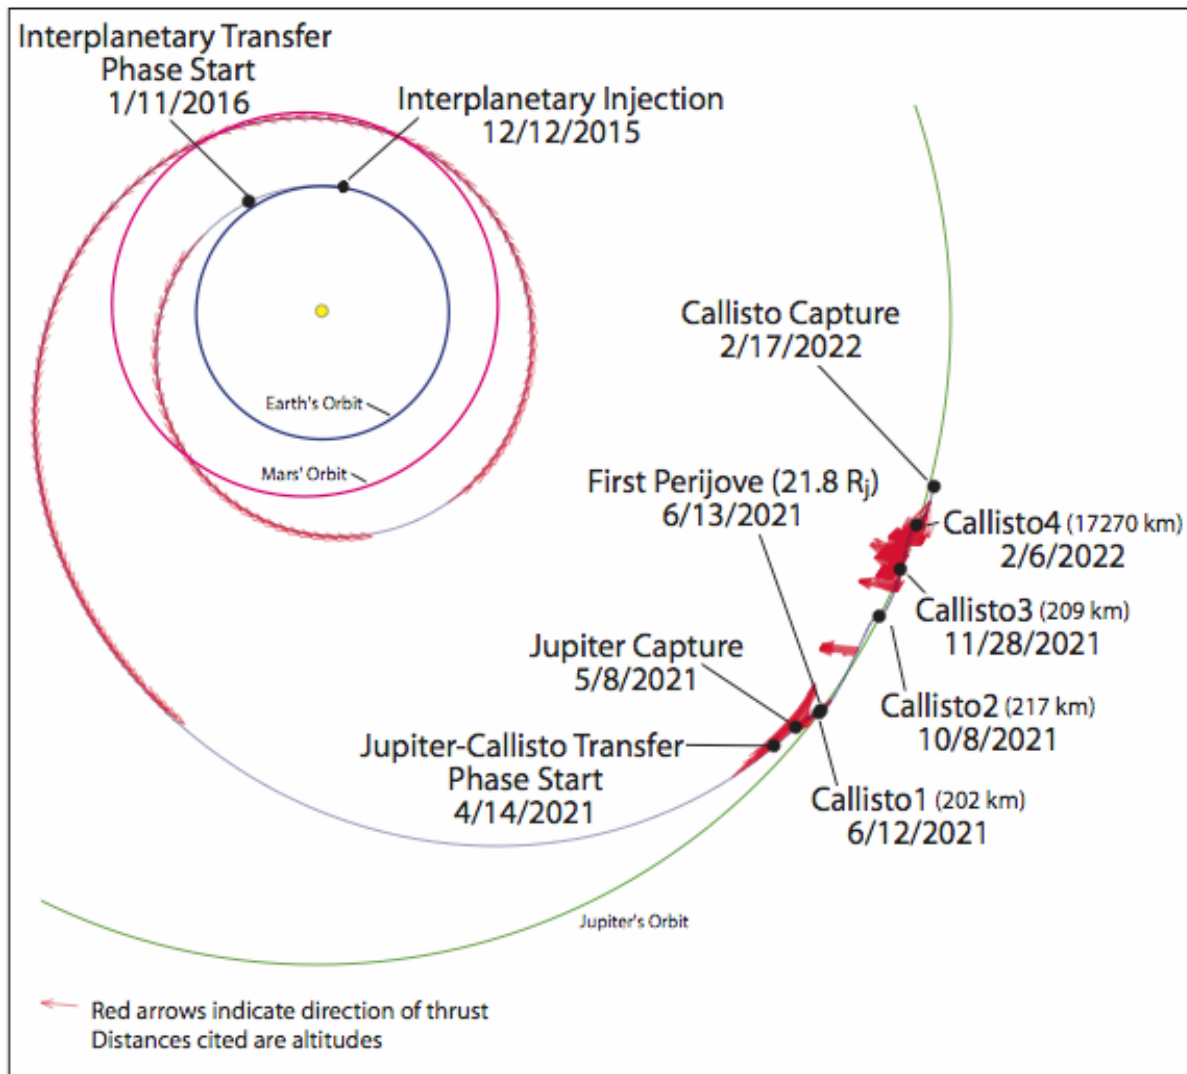 Interplanetary Transfer
Phase Start
1/11/2016
Interplanetary Injection
12/12/2015
Callisto Capture
2/17/2022
Earth's Orbit
Mars' Orbit
First Perijove (21.8 Rj)
6/13/2021
Callisto4 (17270 km)
2/6/2022
Callisto3 (209 km)
11/28/2021
Jupiter Capture
5/8/2021
Callisto2 (217 km)
10/8/2021
Jupiter-Callisto Transfer
Phase Start
4/14/2021
Callisto1 (202 km)
6/12/2021
Jupiter's Orbit
Red arrows indicate direction of thrust
Distances cited are altitudes